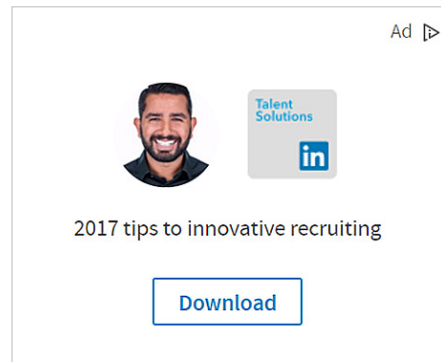 Ad
Talent
Solutions
in
2017 tips to innovative recruiting
Download